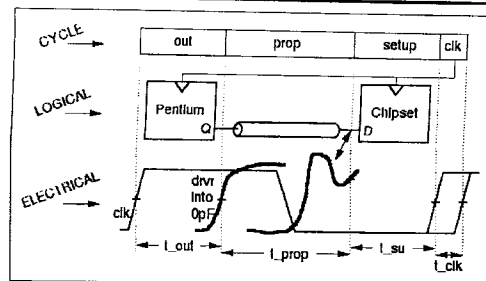 CYCLE out prop setup clk
LOGICAL Pentium Q D Chipset
ELECTRICAL clk drvr
into
0pF
t_out t_prop t_su t_clk